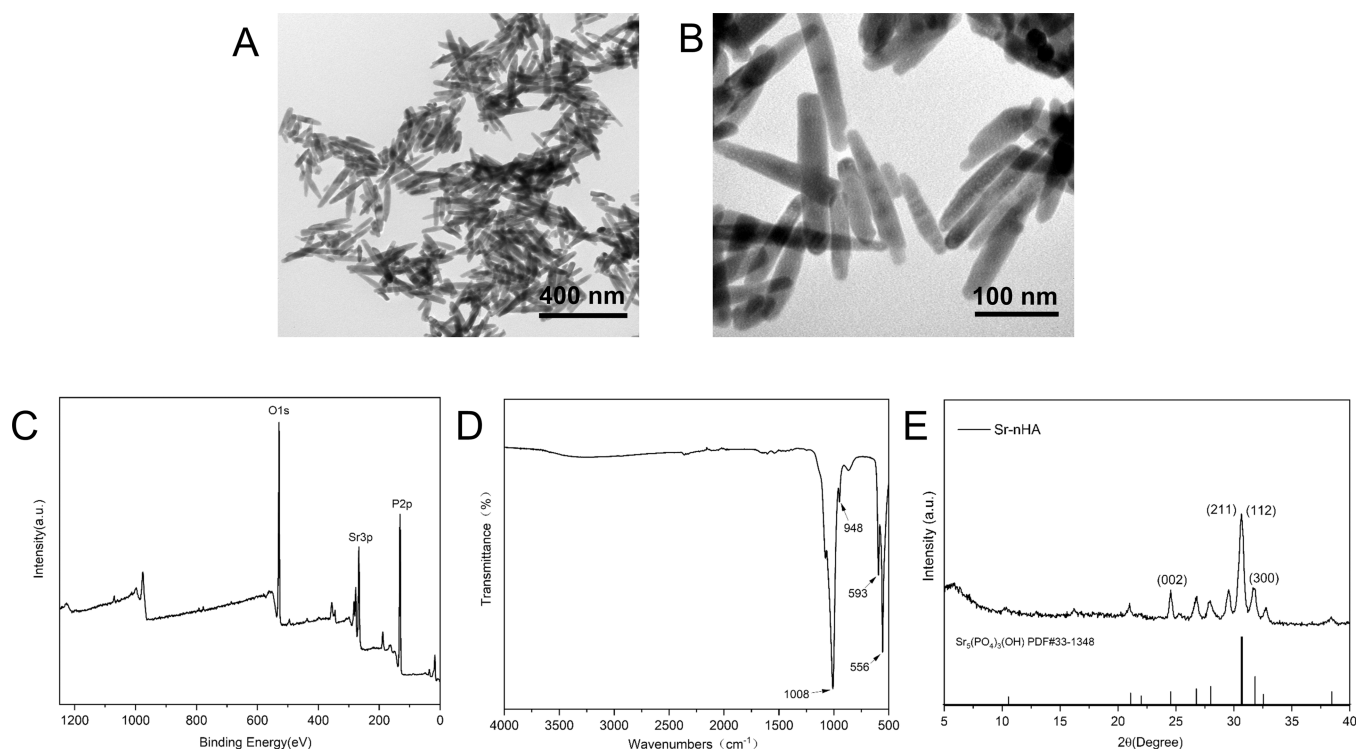 A
400 nm
B
100 nm
C
O1s
P2p
Sr3p
Intensity(a.u.)
1200 1000 800 600 400 200 0
Binding Energy(eV)
D
948
593
556
1008
Transmittance（%）
4000 3500 3000 2500 2000 1500 1000 500
Wavenumbers（cm⁻¹）
E
Sr-nHA
(211) (112)
(002) (300)
Sr₅(PO₄)₃(OH) PDF#33-1348
Intensity (a.u.)
5 10 15 20 25 30 35 40
2θ(Degree)